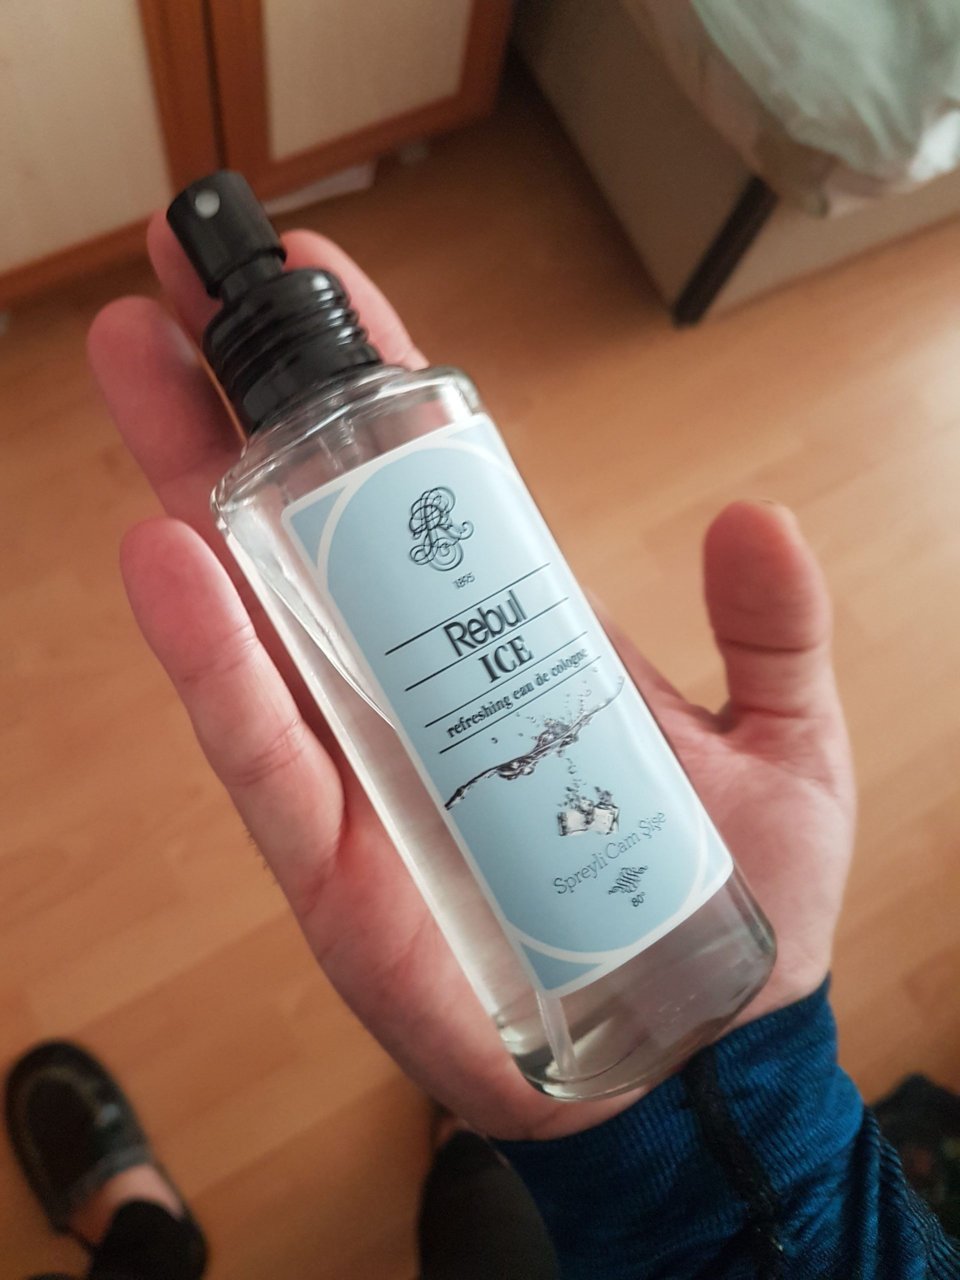 1895
Rebul
ICE
refreshing eau de cologne
Spreyli Cam Şişe
80°